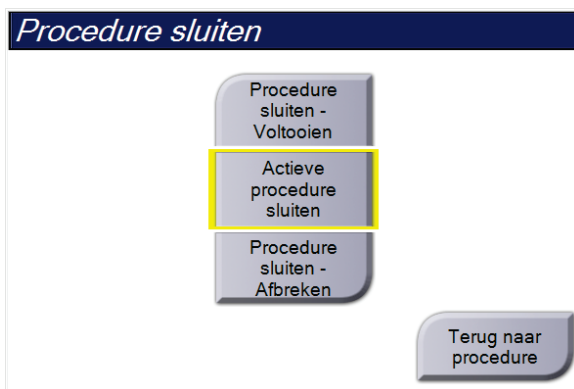 Procedure sluiten
Procedure
sluiten -
Voltooien
Actieve
procedure
sluiten
Procedure
sluiten -
Afbreken
Terug naar
procedure